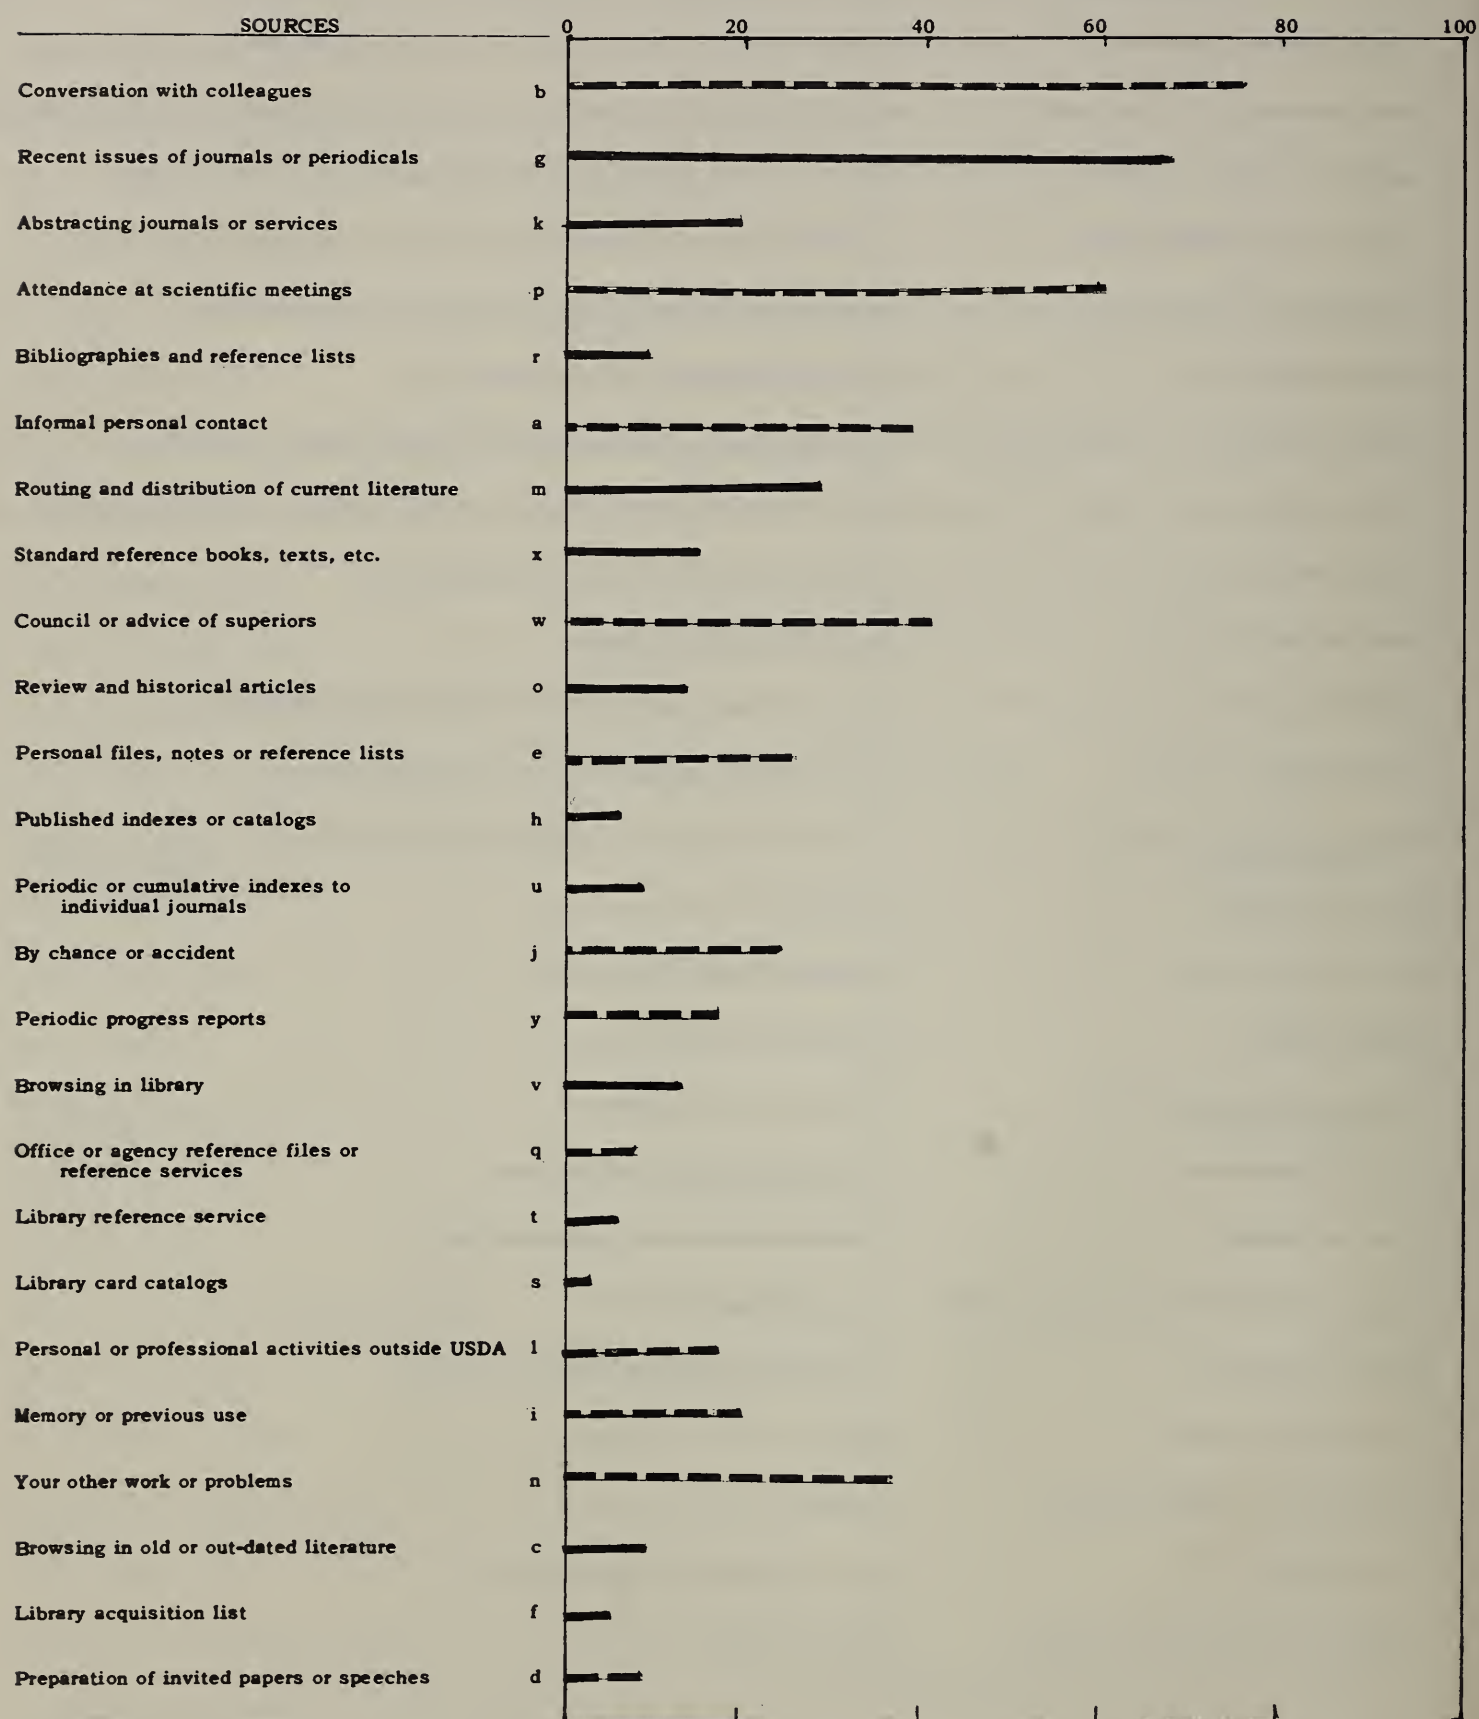 SOURCES 0 20 40 60 80 100
Conversation with colleagues b
Recent issues of journals or periodicals g
Abstracting journals or services k
Attendance at scientific meetings p
Bibliographies and reference lists r
Informal personal contact a
Routing and distribution of current literature m
Standard reference books, texts, etc. x
Council or advice of superiors w
Review and historical articles o
Personal files, notes or reference lists e
Published indexes or catalogs h
Periodic or cumulative indexes to u
individual journals
By chance or accident j
Periodic progress reports y
Browsing in library v
Office or agency reference files or q
reference services
Library reference service t
Library card catalogs s
Personal or professional activities outside USDA l
Memory or previous use i
Your other work or problems n
Browsing in old or out-dated literature c
Library acquisition list f
Preparation of invited papers or speeches d